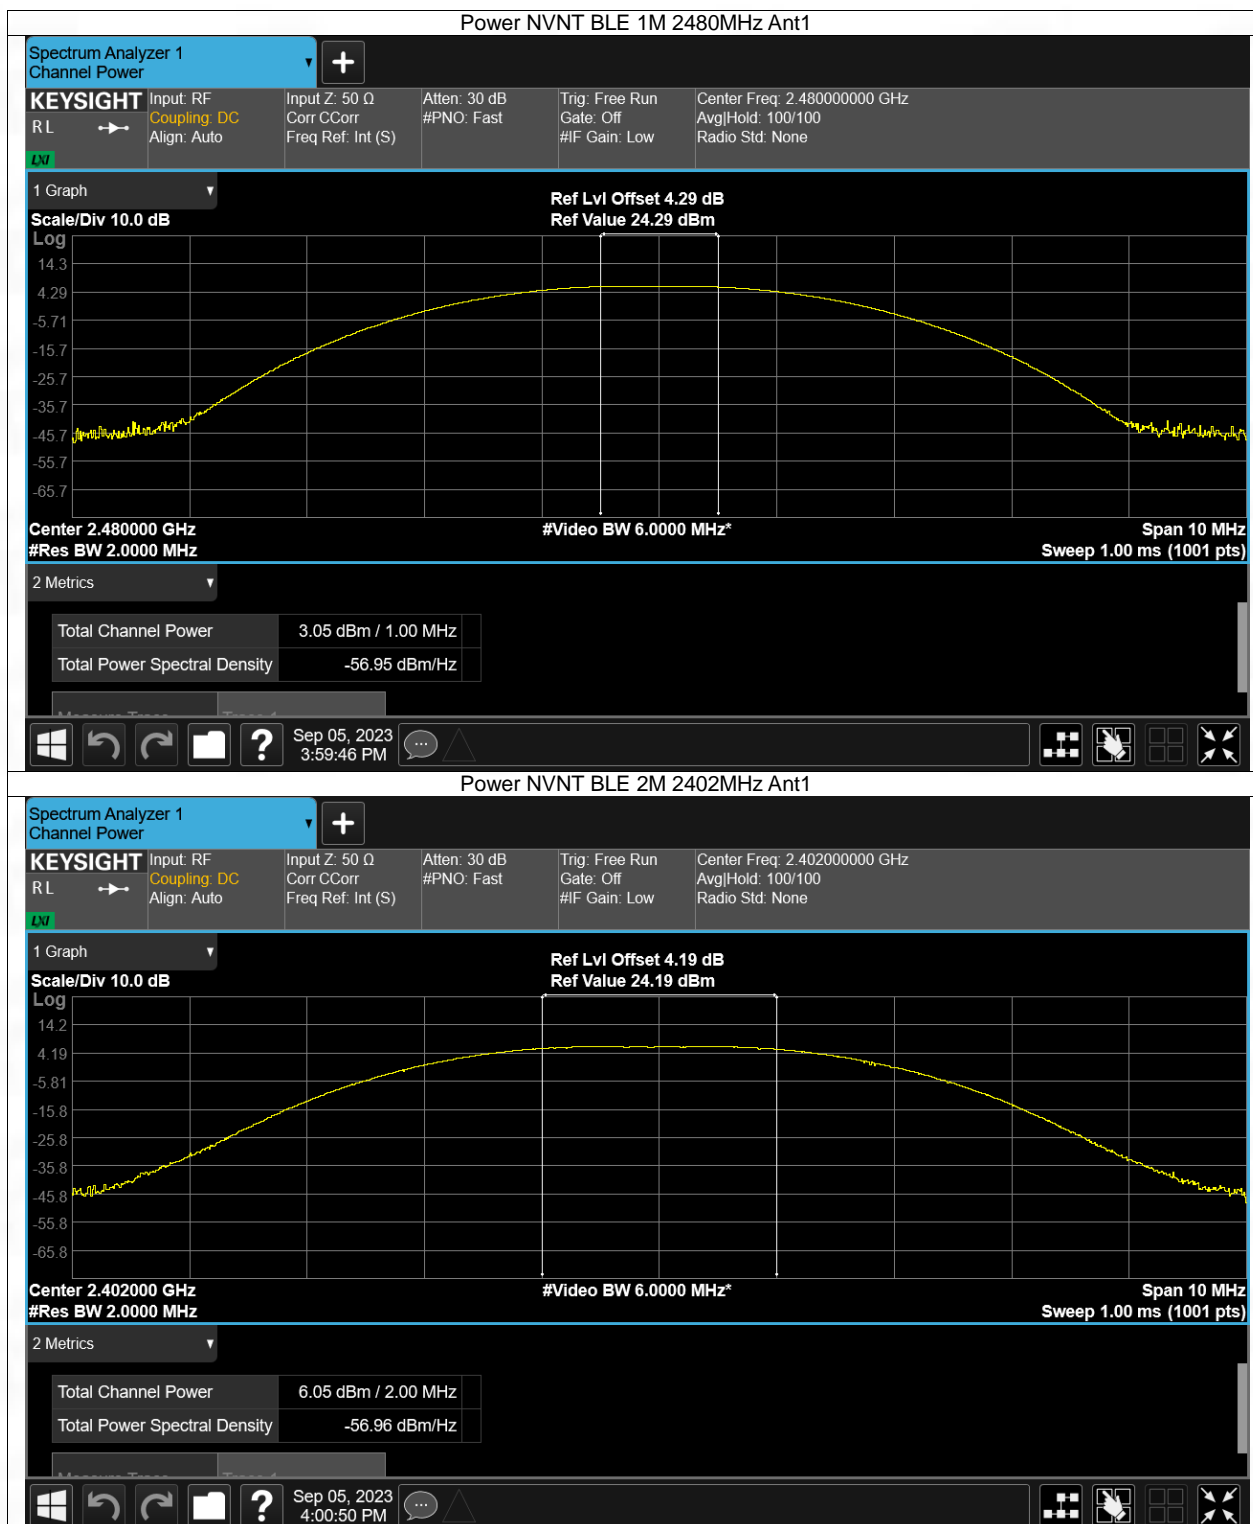 Power NVNT BLE 1M 2480MHz Ant1
Spectrum Analyzer 1
Channel Power
KEYSIGHT
RL
LXI
Input: RF
Coupling: DC
Align: Auto
Input Z: 50 Ω
Corr CCorr
Freq Ref: Int (S)
Atten: 30 dB
#PNO: Fast
Trig: Free Run
Gate: Off
#IF Gain: Low
Center Freq: 2.480000000 GHz
Avg|Hold: 100/100
Radio Std: None
1 Graph
Ref Lvl Offset 4.29 dB
Scale/Div 10.0 dB
Ref Value 24.29 dBm
Log
14.3
4.29
-5.71
-15.7
-25.7
-35.7
-45.7
-55.7
-65.7
Center 2.480000 GHz
#Video BW 6.0000 MHz*
Span 10 MHz
#Res BW 2.0000 MHz
Sweep 1.00 ms (1001 pts)
2 Metrics
Total Channel Power 3.05 dBm / 1.00 MHz
Total Power Spectral Density -56.95 dBm/Hz
Sep 05, 2023
3:59:46 PM
Power NVNT BLE 2M 2402MHz Ant1
Spectrum Analyzer 1
Channel Power
KEYSIGHT
RL
LXI
Input: RF
Coupling: DC
Align: Auto
Input Z: 50 Ω
Corr CCorr
Freq Ref: Int (S)
Atten: 30 dB
#PNO: Fast
Trig: Free Run
Gate: Off
#IF Gain: Low
Center Freq: 2.402000000 GHz
Avg|Hold: 100/100
Radio Std: None
1 Graph
Ref Lvl Offset 4.19 dB
Scale/Div 10.0 dB
Ref Value 24.19 dBm
Log
14.2
4.19
-5.81
-15.8
-25.8
-35.8
-45.8
-55.8
-65.8
Center 2.402000 GHz
#Video BW 6.0000 MHz*
Span 10 MHz
#Res BW 2.0000 MHz
Sweep 1.00 ms (1001 pts)
2 Metrics
Total Channel Power 6.05 dBm / 2.00 MHz
Total Power Spectral Density -56.96 dBm/Hz
Sep 05, 2023
4:00:50 PM